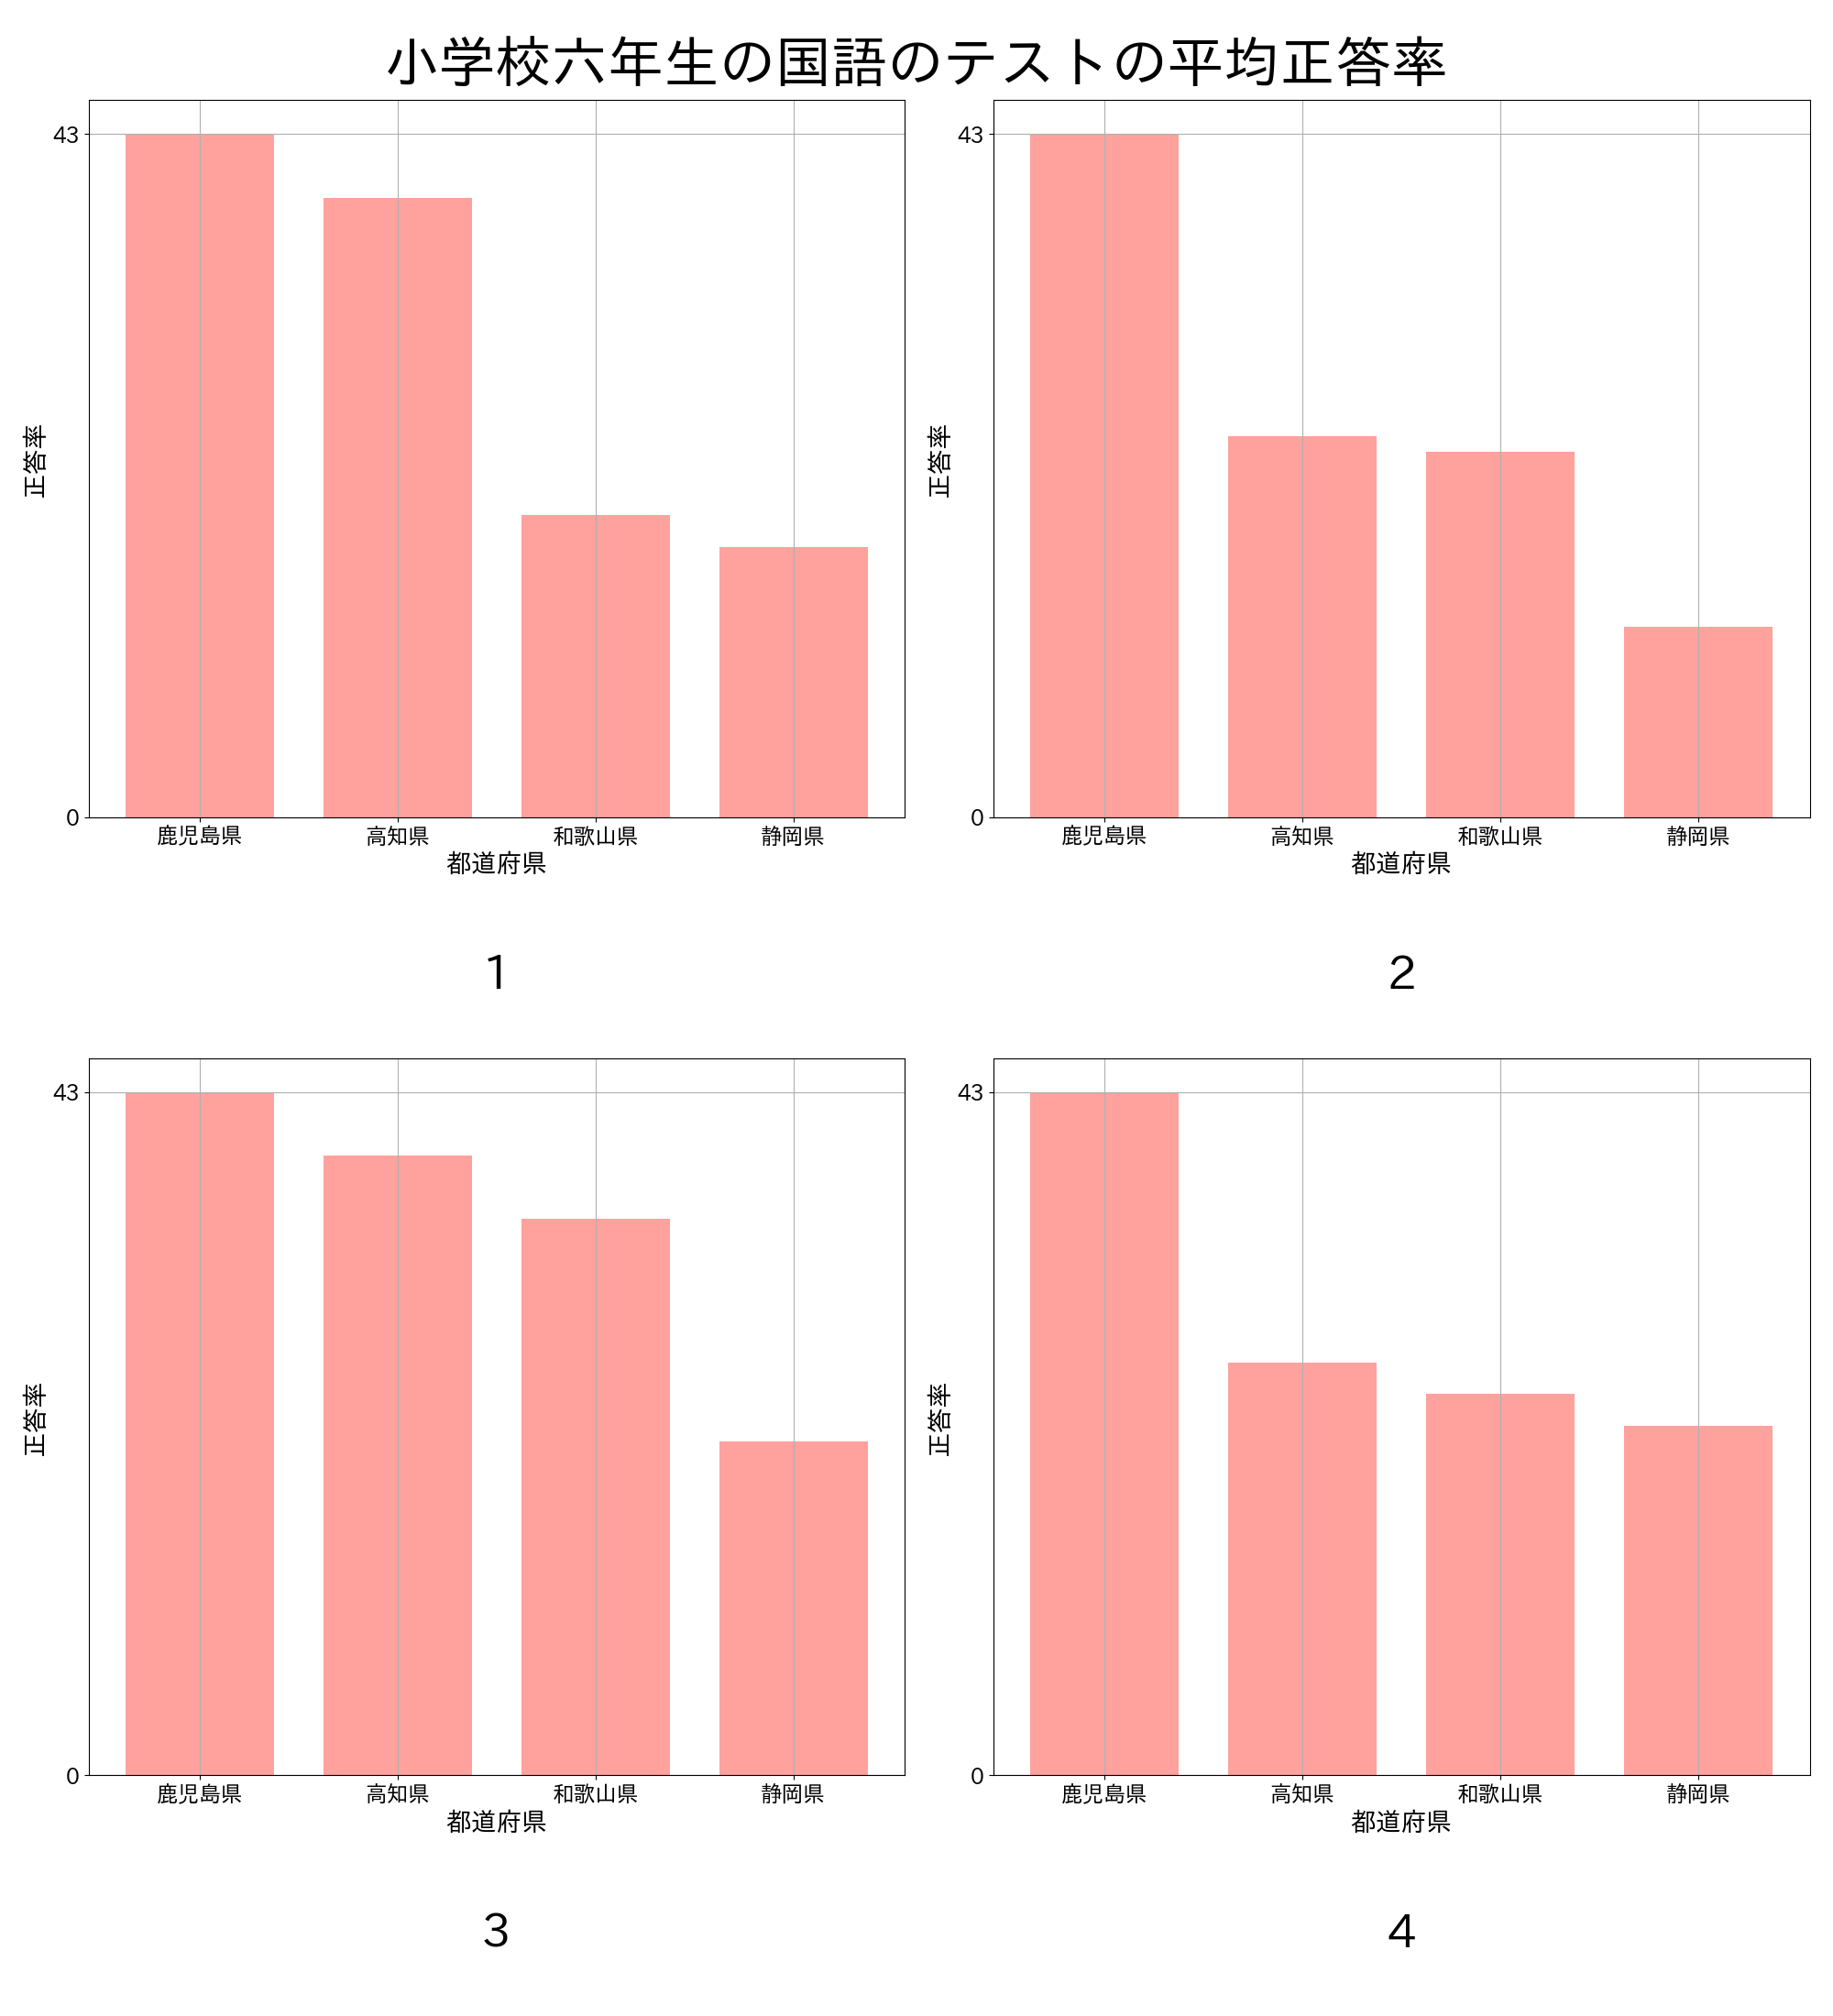 小学校六年生の国語のテストの平均正答率
43
正答率
0
鹿児島県 高知県 和歌山県 静岡県
都道府県
1
43
正答率
0
鹿児島県 高知県 和歌山県 静岡県
都道府県
2
43
正答率
0
鹿児島県 高知県 和歌山県 静岡県
都道府県
3
43
正答率
0
鹿児島県 高知県 和歌山県 静岡県
都道府県
4